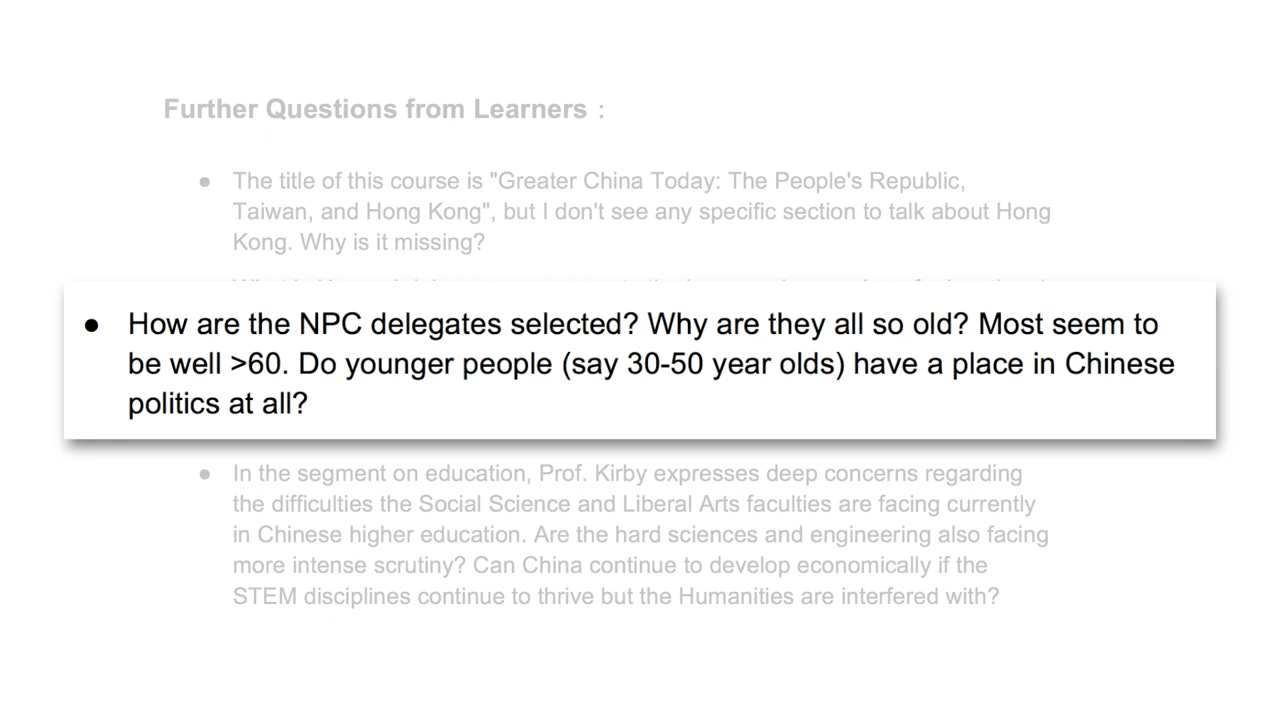 Further Questions from Learners :
● The title of this course is "Greater China Today: The People's Republic,
Taiwan, and Hong Kong", but I don't see any specific section to talk about Hong
Kong. Why is it missing?
● How are the NPC delegates selected? Why are they all so old? Most seem to
be well >60. Do younger people (say 30-50 year olds) have a place in Chinese
politics at all?
● In the segment on education, Prof. Kirby expresses deep concerns regarding
the difficulties the Social Science and Liberal Arts faculties are facing currently
in Chinese higher education. Are the hard sciences and engineering also facing
more intense scrutiny? Can China continue to develop economically if the
STEM disciplines continue to thrive but the Humanities are interfered with?